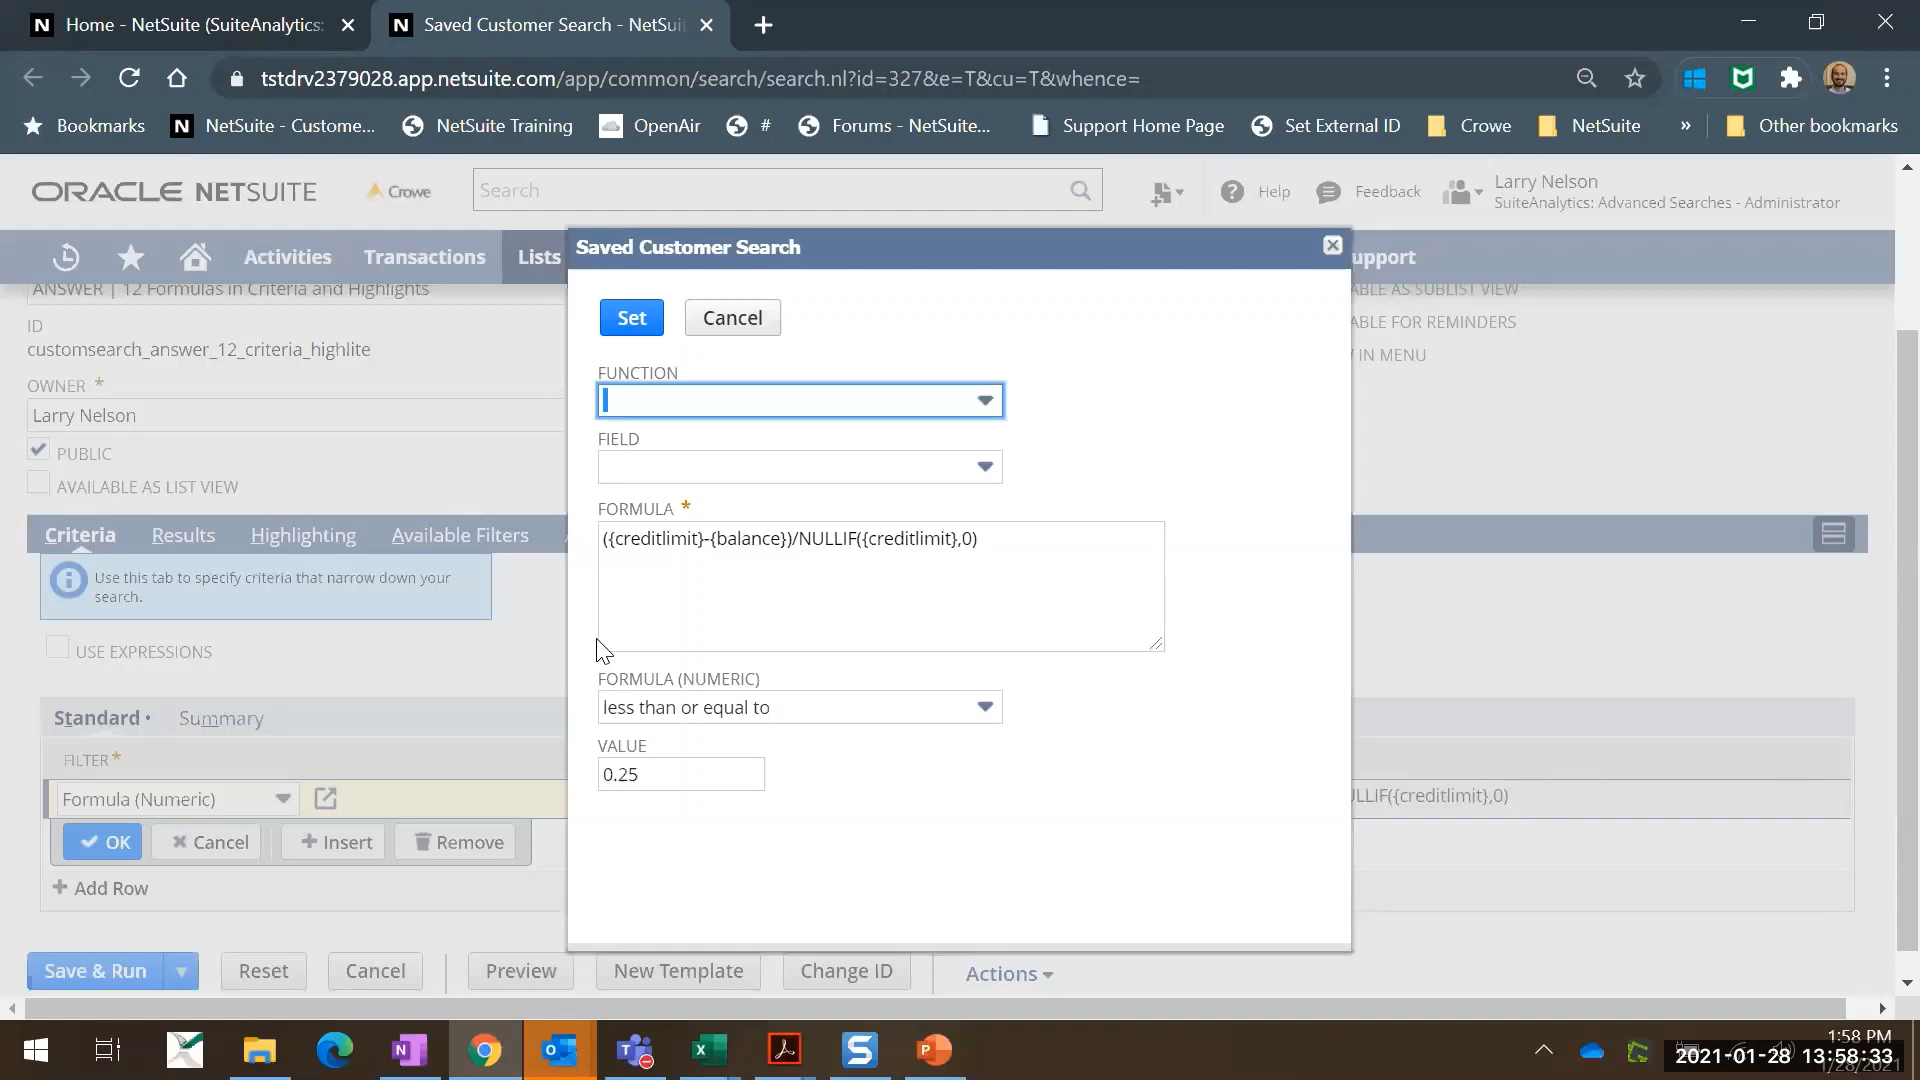 Home - NetSuite (SuiteAnalytics:
Saved Customer Search - NetSui
tstdrv2379028.app.netsuite.com/app/common/search/search.nl?id=327&e=T&cu=T&whence=
Bookmarks
NetSuite - Custome...
NetSuite Training
OpenAir
#
Forums - NetSuite...
Support Home Page
Set External ID
Crowe
NetSuite
»
Other bookmarks
ORACLE NETSUITE
Crowe
Search
Help
Feedback
Larry Nelson
SuiteAnalytics: Advanced Searches - Administrator
Activities
Transactions
Lists
upport
ANSWER | 12 Formulas in Criteria and Highlights
ID
customsearch_answer_12_criteria_highlite
OWNER *
Larry Nelson
PUBLIC
AVAILABLE AS LIST VIEW
ABLE AS SUBLIST VIEW
ABLE FOR REMINDERS
IN MENU
Criteria
Results
Highlighting
Available Filters
Use this tab to specify criteria that narrow down your
search.
USE EXPRESSIONS
Standard •
Summary
FILTER *
Formula (Numeric)
ULLIF({creditlimit},0)
OK
Cancel
Insert
Remove
Add Row
Save & Run
Reset
Cancel
Preview
New Template
Change ID
Actions
Saved Customer Search
Set
Cancel
FUNCTION
FIELD
FORMULA *
({creditlimit}-{balance})/NULLIF({creditlimit},0)
FORMULA (NUMERIC)
less than or equal to
VALUE
0.25
1:58 PM
2021-01-28 13:58:33